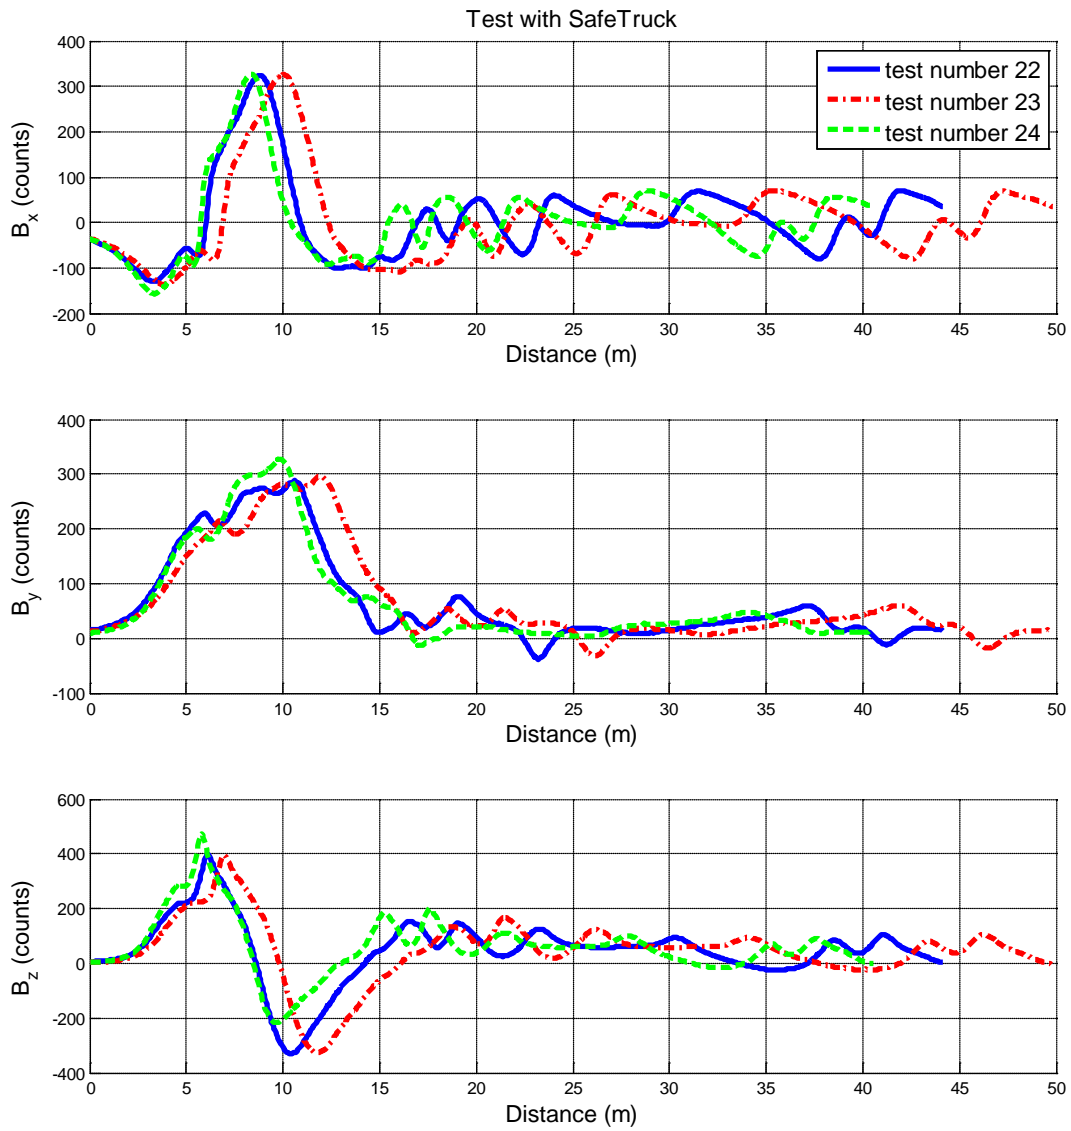 Test with SafeTruck
400
300
200
100
0
-100
-200
B_x (counts)
test number 22
test number 23
test number 24
0 5 10 15 20 25 30 35 40 45 50
Distance (m)
400
300
200
100
0
-100
B_y (counts)
0 5 10 15 20 25 30 35 40 45 50
Distance (m)
600
400
200
0
-200
-400
B_z (counts)
0 5 10 15 20 25 30 35 40 45 50
Distance (m)